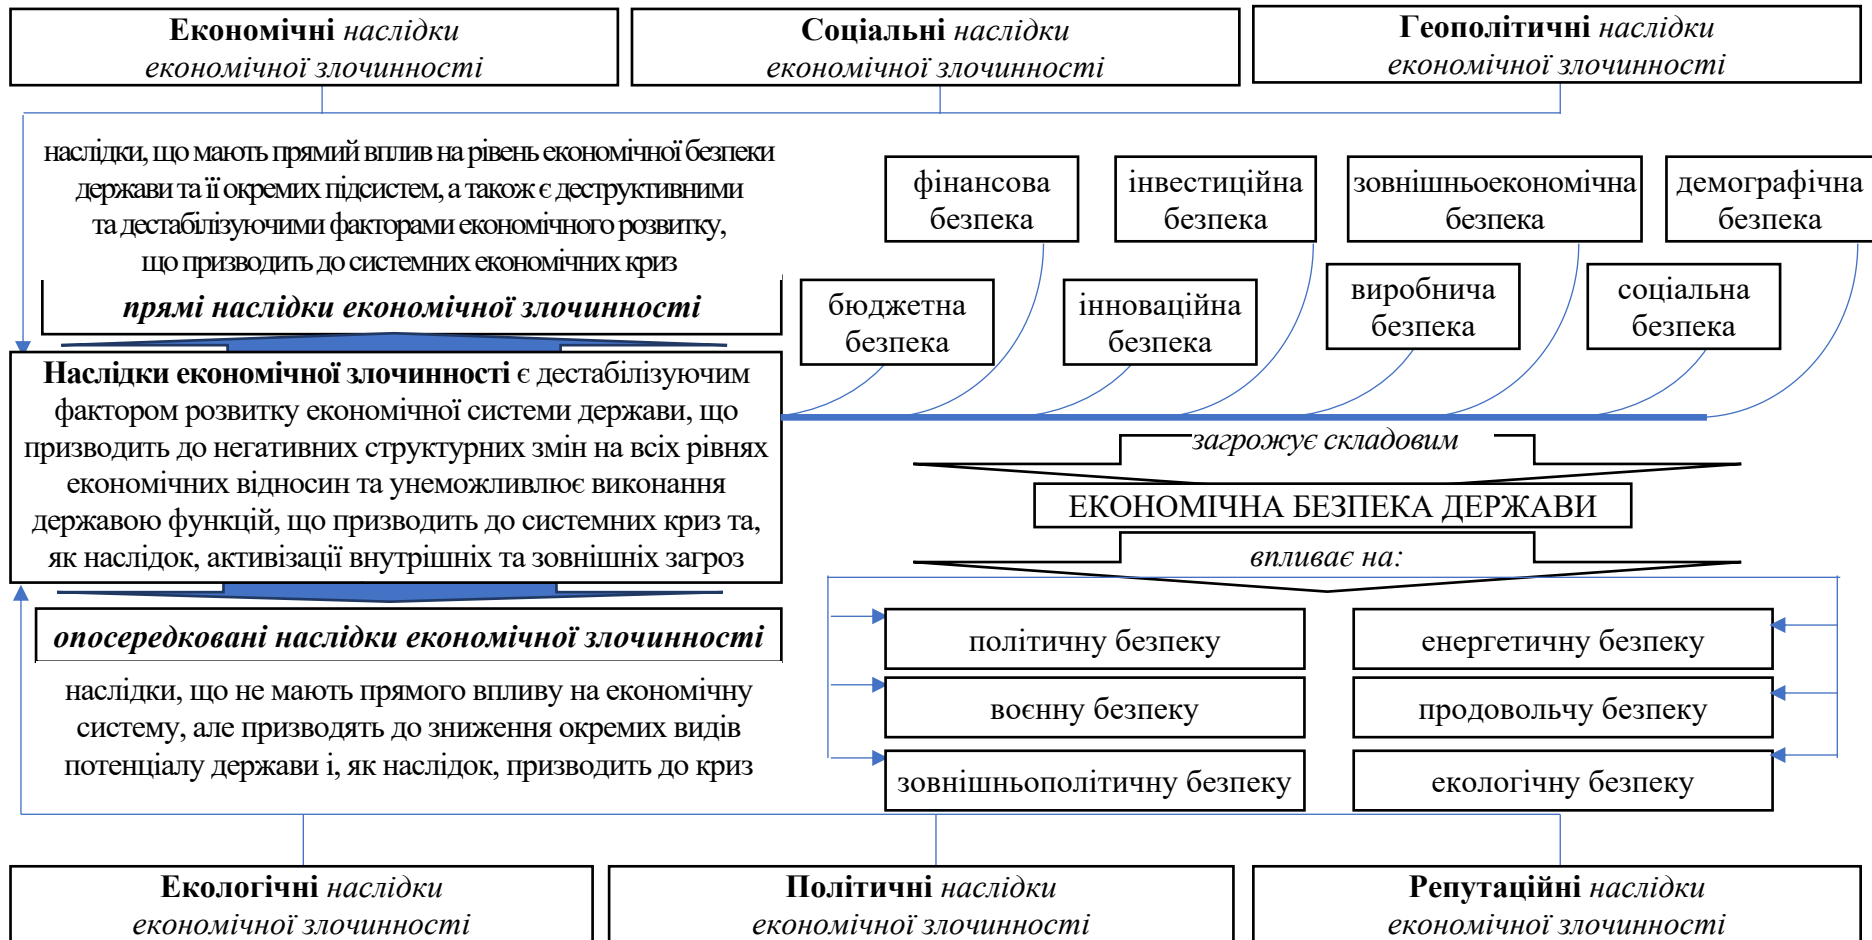 Економічні наслідки
економічної злочинності
Соціальні наслідки
економічної злочинності
Геополітичні наслідки
економічної злочинності
наслідки, що мають прямий вплив на рівень економічної безпеки
держави та її окремих підсистем, а також є деструктивними
та дестабілізуючими факторами економічного розвитку,
що призводить до системних економічних криз
прямі наслідки економічної злочинності
фінансова
безпека
інвестиційна
безпека
зовнішньоекономічна
безпека
демографічна
безпека
бюджетна
безпека
інноваційна
безпека
виробнича
безпека
соціальна
безпека
Наслідки економічної злочинності є дестабілізуючим
фактором розвитку економічної системи держави, що
призводить до негативних структурних змін на всіх рівнях
економічних відносин та унеможливлює виконання
державою функцій, що призводить до системних криз та,
як наслідок, активізації внутрішніх та зовнішніх загроз
загрожує складовим
ЕКОНОМІЧНА БЕЗПЕКА ДЕРЖАВИ
впливає на:
опосередковані наслідки економічної злочинності
наслідки, що не мають прямого впливу на економічну
систему, але призводять до зниження окремих видів
потенціалу держави і, як наслідок, призводить до криз
політичну безпеку
енергетичну безпеку
воєнну безпеку
продовольчу безпеку
зовнішньополітичну безпеку
екологічну безпеку
Екологічні наслідки
економічної злочинності
Політичні наслідки
економічної злочинності
Репутаційні наслідки
економічної злочинності